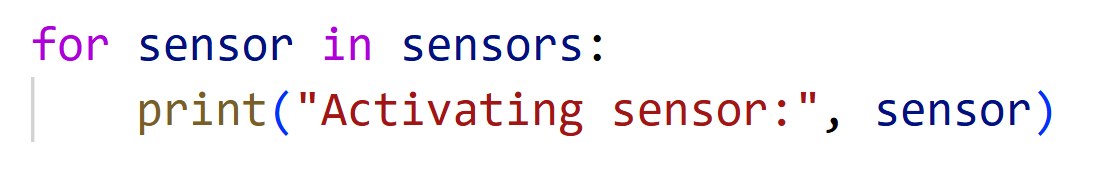 for sensor in sensors:
    print("Activating sensor:", sensor)